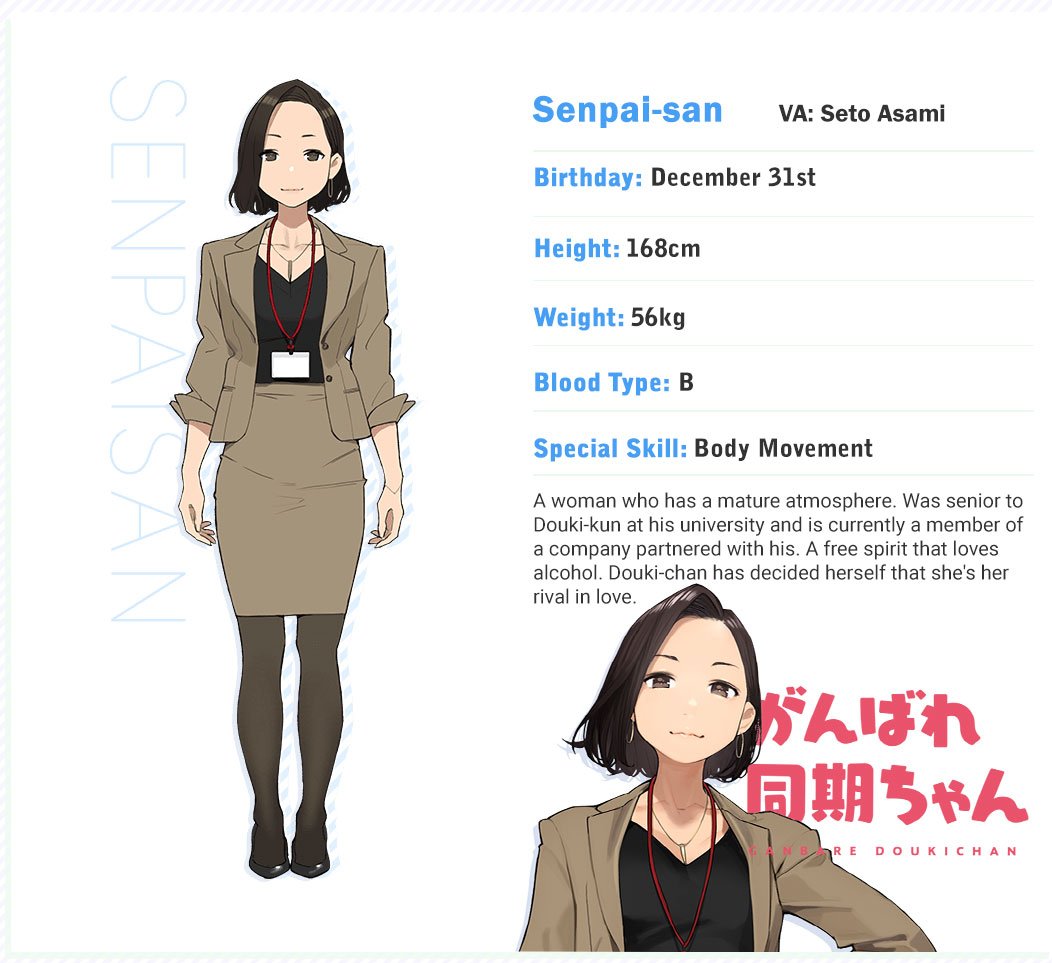 SENPAISAN
Senpai-san VA: Seto Asami
Birthday: December 31st
Height: 168cm
Weight: 56kg
Blood Type: B
Special Skill: Body Movement
A woman who has a mature atmosphere. Was senior to
Douki-kun at his university and is currently a member of
a company partnered with his. A free spirit that loves
alcohol. Douki-chan has decided herself that she's her
rival in love.
がんばれ
同期ちゃん
GANBARE DOUKICHAN